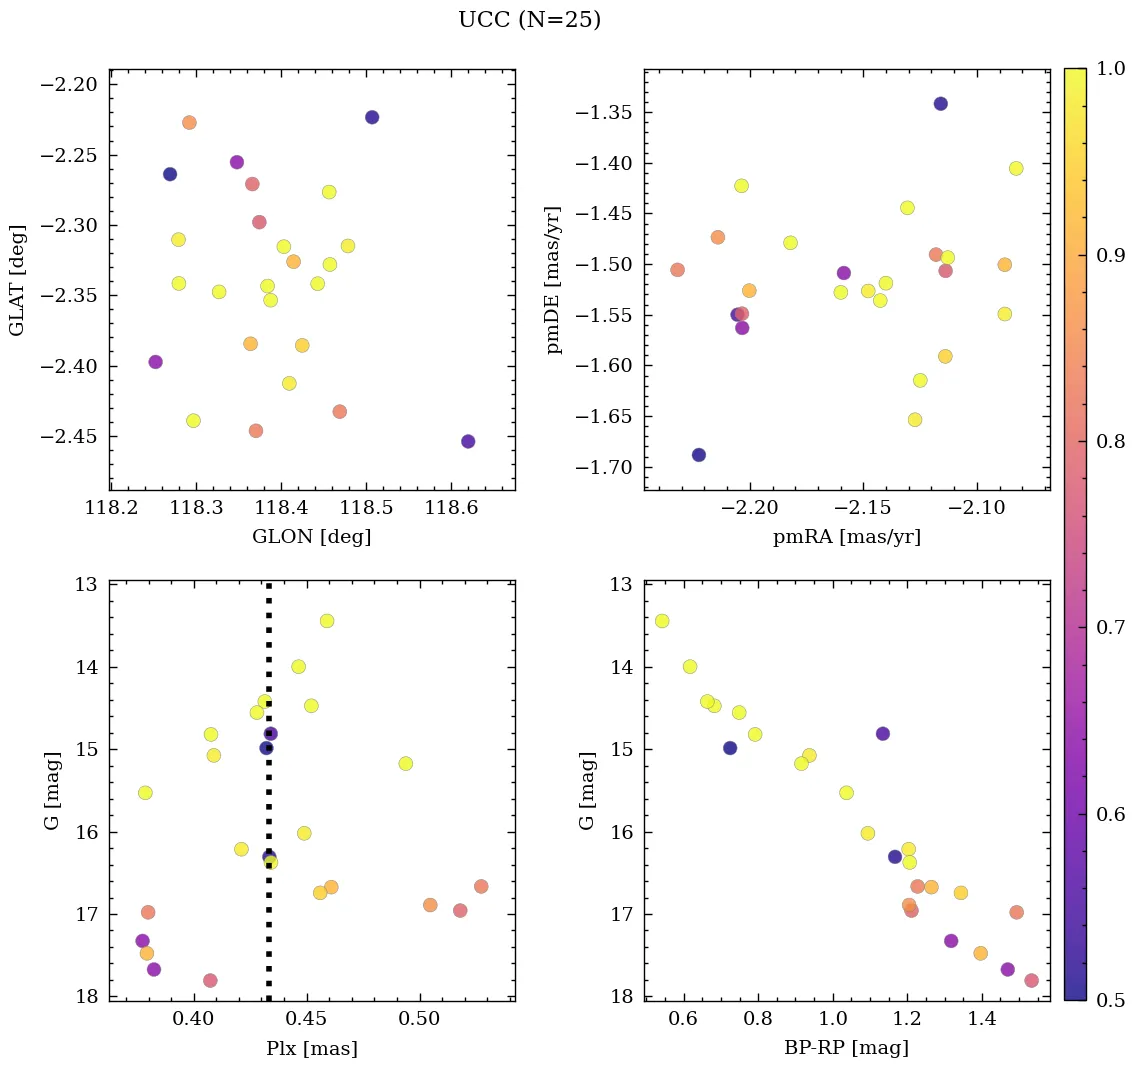 UCC (N=25)
−2.20
−2.25
−2.30
−2.35
−2.40
−2.45
GLAT [deg]
118.2 118.3 118.4 118.5 118.6
GLON [deg]
−1.35
−1.40
−1.45
−1.50
−1.55
−1.60
−1.65
−1.70
pmDE [mas/yr]
−2.20 −2.15 −2.10
pmRA [mas/yr]
13
14
15
16
17
18
G [mag]
0.40 0.45 0.50
Plx [mas]
13
14
15
16
17
18
G [mag]
0.6 0.8 1.0 1.2 1.4
BP-RP [mag]
1.0
0.9
0.8
0.7
0.6
0.5